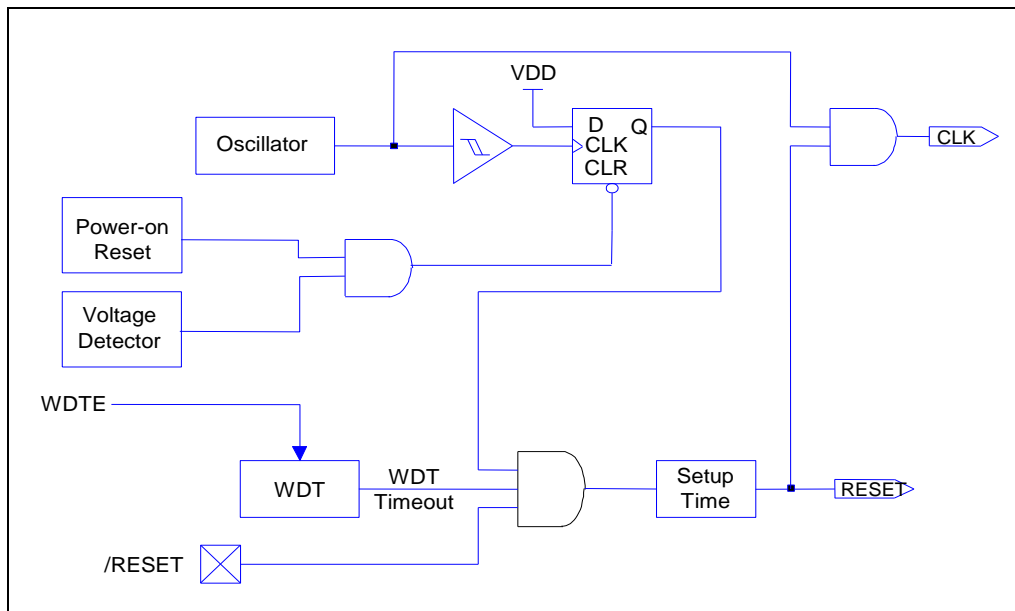 VDD
Oscillator
D Q
CLK
CLR
CLK
Power-on
Reset
Voltage
Detector
WDTE
WDT
WDT
Timeout
Setup
Time
RESET
/RESET